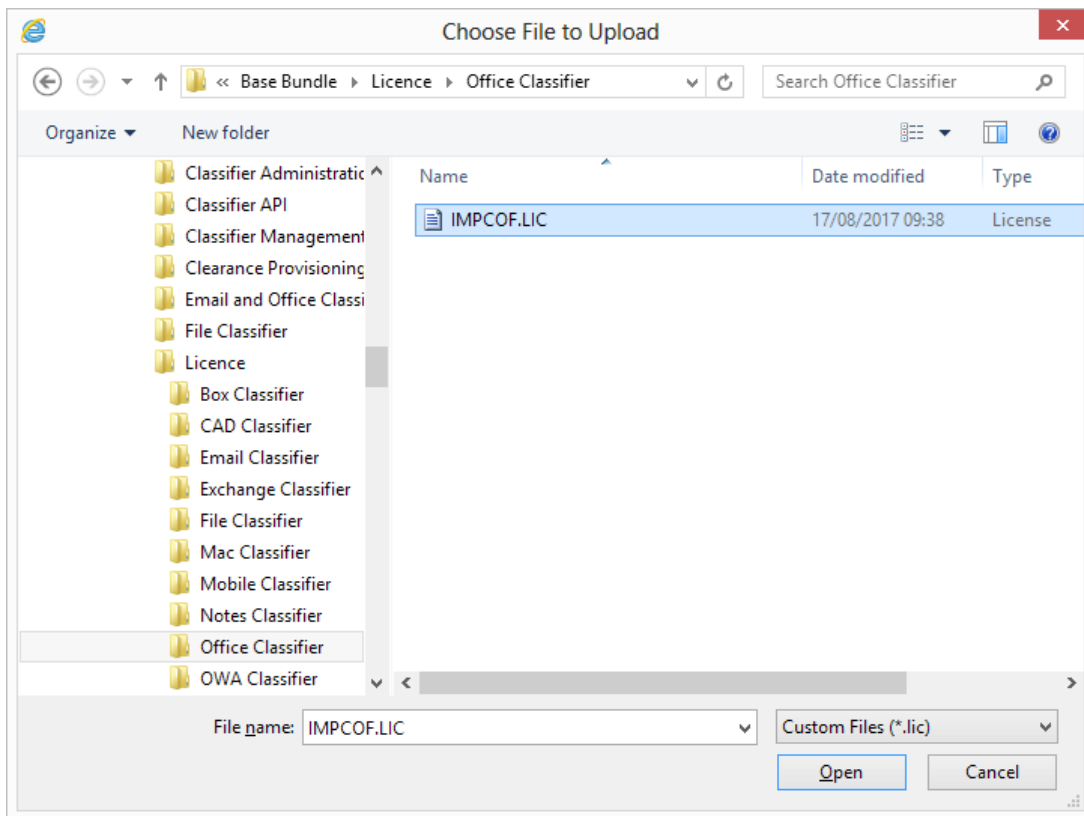 Choose File to Upload
« Base Bundle Licence Office Classifier
Search Office Classifier
Organize New folder
Name Date modified Type
IMPCOF.LIC 17/08/2017 09:38 License
Classifier Administratic
Classifier API
Classifier Management
Clearance Provisioning
Email and Office Classi
File Classifier
Licence
Box Classifier
CAD Classifier
Email Classifier
Exchange Classifier
File Classifier
Mac Classifier
Mobile Classifier
Notes Classifier
Office Classifier
OWA Classifier
File name: IMPCOF.LIC Custom Files (*.lic)
Open Cancel